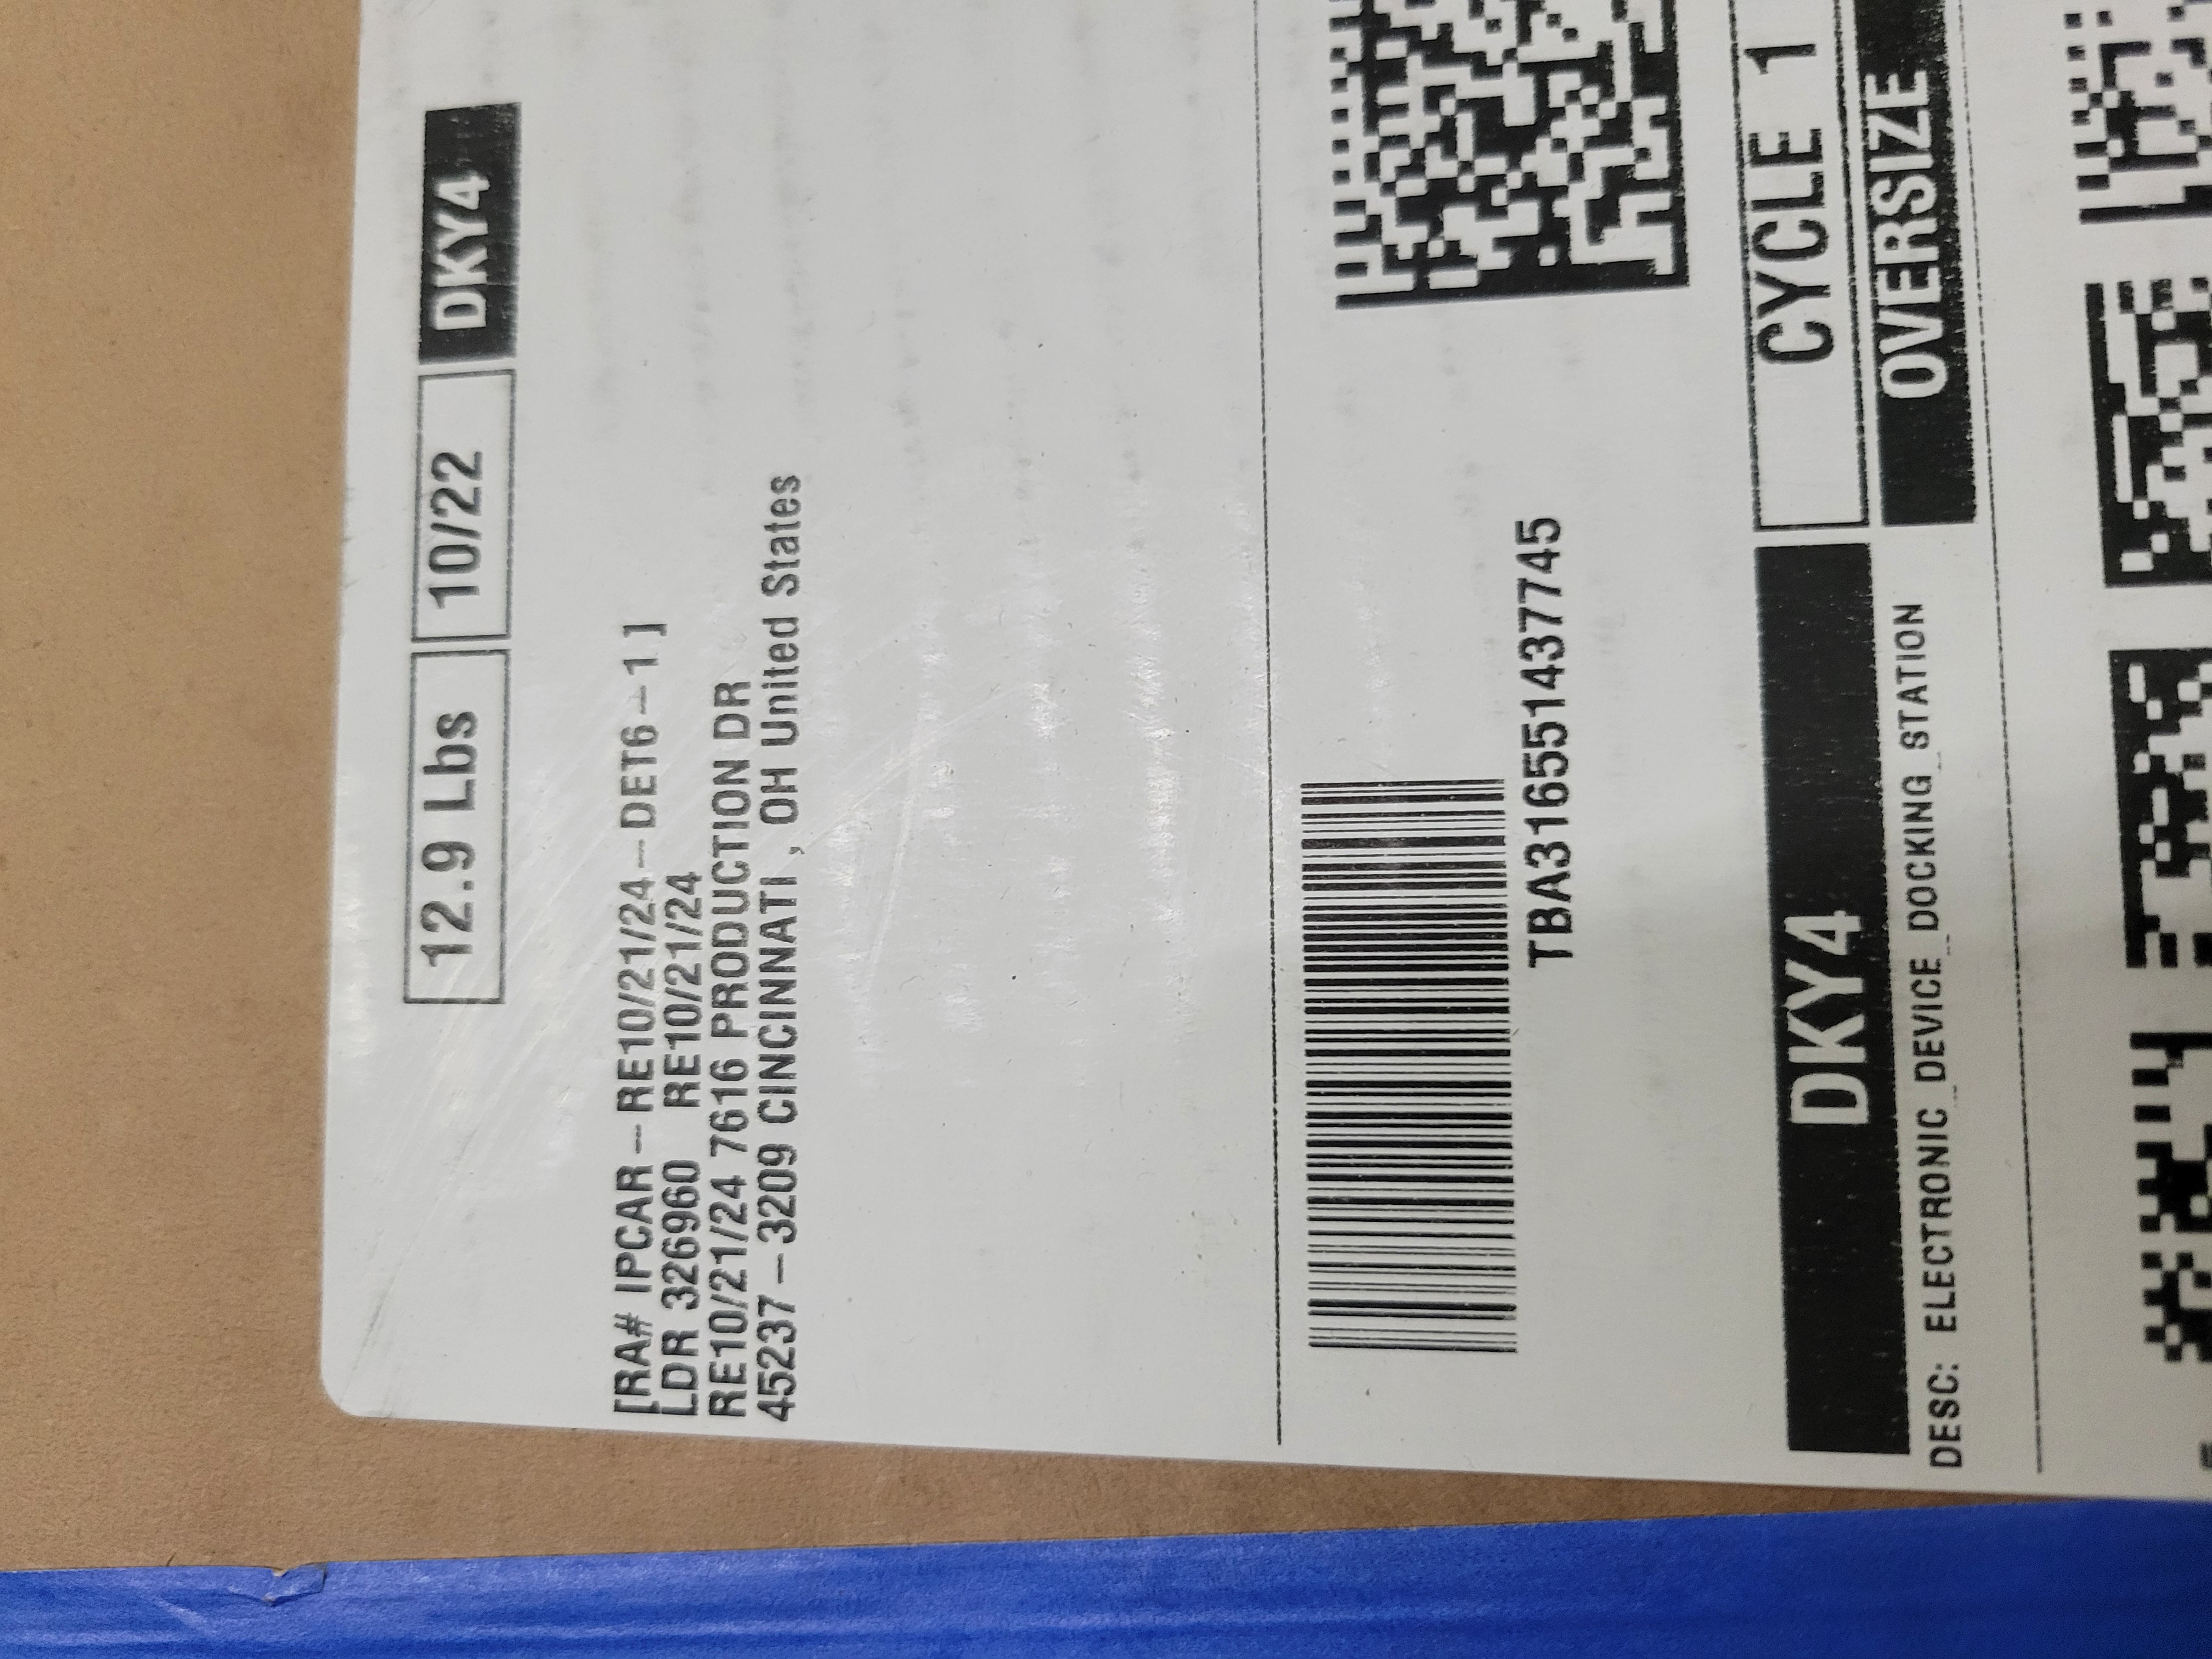 12.9 Lbs 10/22 DKY4
[RA# IPCAR-RE10/21/24-DET6-1]
LDR 326960 RE10/21/24
RE10/21/24 7616 PRODUCTION DR
45237-3209 CINCINNATI, OH United States
TBA316551437745
DKY4 CYCLE 1
OVERSIZE
DESC: ELECTRONIC_DEVICE_DOCKING_STATION